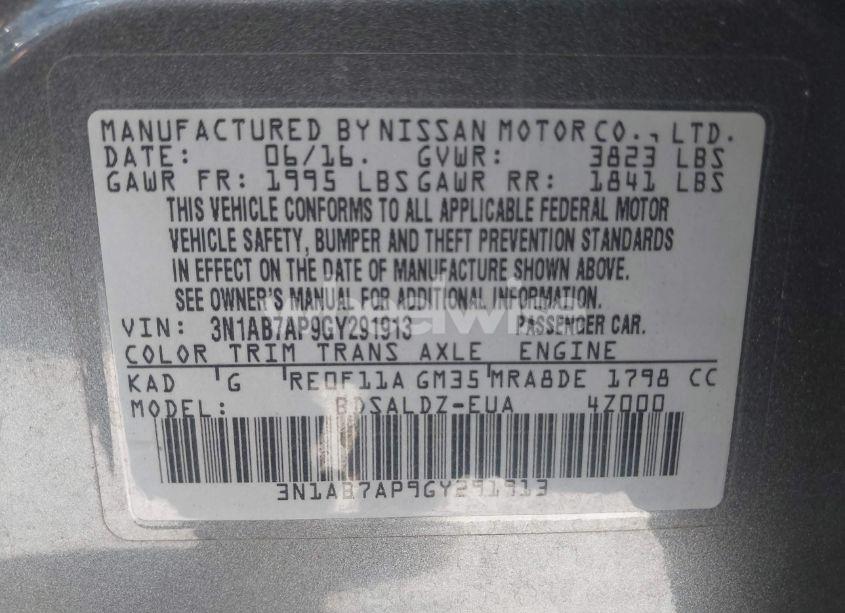 MANUFACTURED BY NISSAN MOTOR CO., LTD.
DATE: 06/16. GVWR: 3823 LBS
GAWR FR: 1995 LBS GAWR RR: 1841 LBS
THIS VEHICLE CONFORMS TO ALL APPLICABLE FEDERAL MOTOR
VEHICLE SAFETY, BUMPER AND THEFT PREVENTION STANDARDS
IN EFFECT ON THE DATE OF MANUFACTURE SHOWN ABOVE.
SEE OWNER'S MANUAL FOR ADDITIONAL INFORMATION.
VIN: 3N1AB7AP9GY291913 PASSENGER CAR.
COLOR TRIM TRANS AXLE ENGINE
KAD G RE0F11A GM35 MRA8DE 1798 CC
MODEL: BDSALDZ-EUA 4Z000
3N1AB7AP9GY291913